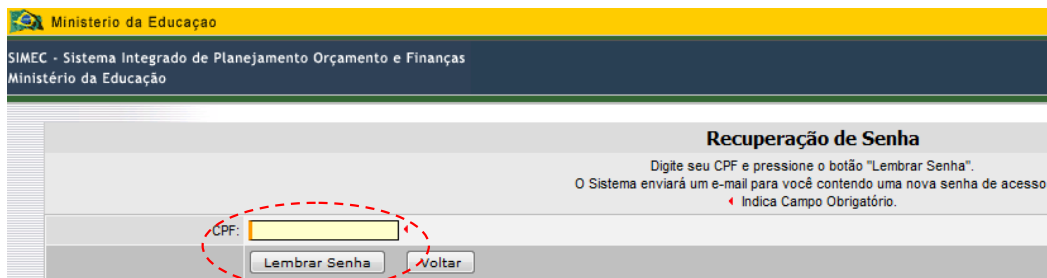 Ministerio da Educaçao
SIMEC - Sistema Integrado de Planejamento Orçamento e Finanças
Ministério da Educação
Recuperação de Senha
Digite seu CPF e pressione o botão "Lembrar Senha".
O Sistema enviará um e-mail para você contendo uma nova senha de acesso
Indica Campo Obrigatório.
CPF:
Lembrar Senha Voltar